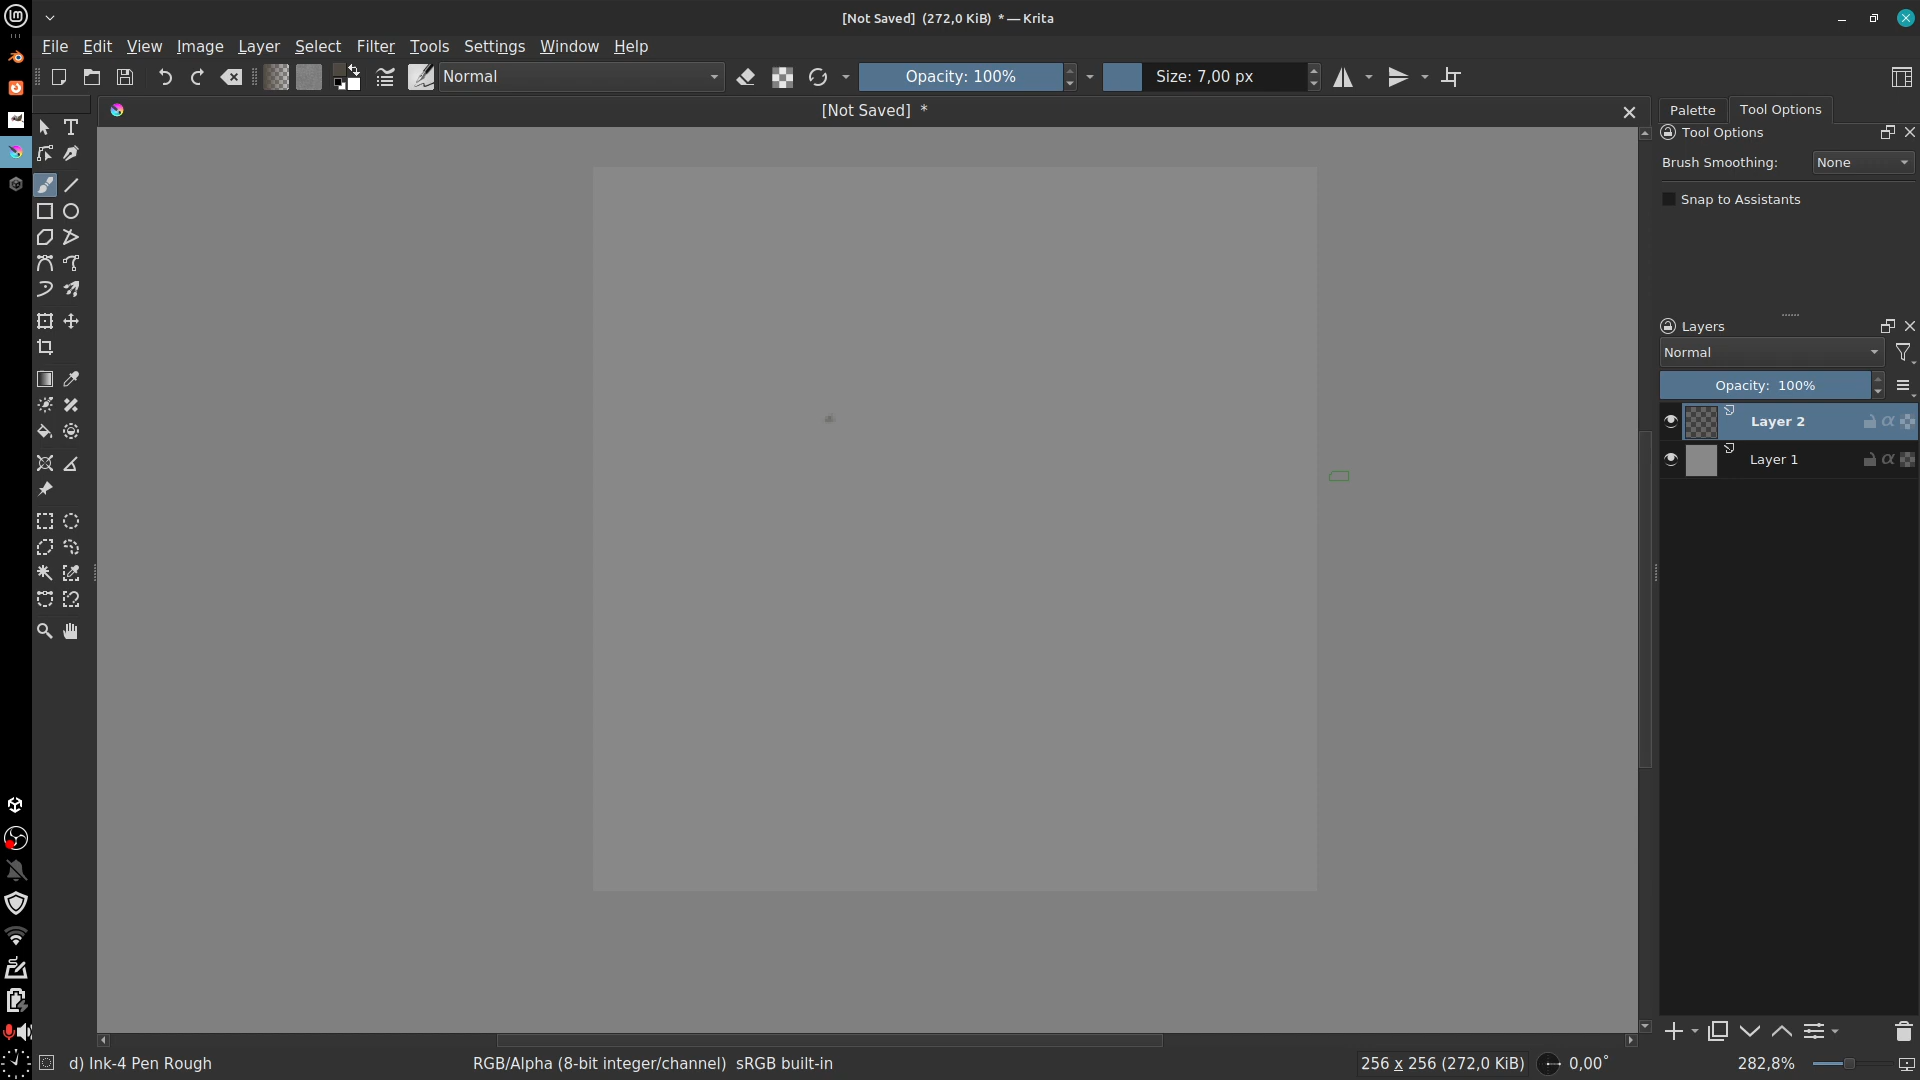 [Not Saved]  (272,0 KiB)  * — Krita
File Edit View Image Layer Select Filter Tools Settings Window Help
Normal
Opacity: 100%
Size: 7,00 px
[Not Saved]  *
Palette
Tool Options
Tool Options
Brush Smoothing:
None
Snap to Assistants
Layers
Normal
Opacity:  100%
Layer 2
Layer 1
d) Ink-4 Pen Rough
RGB/Alpha (8-bit integer/channel)  sRGB built-in
256 x 256 (272,0 KiB)
0,00°
282,8%